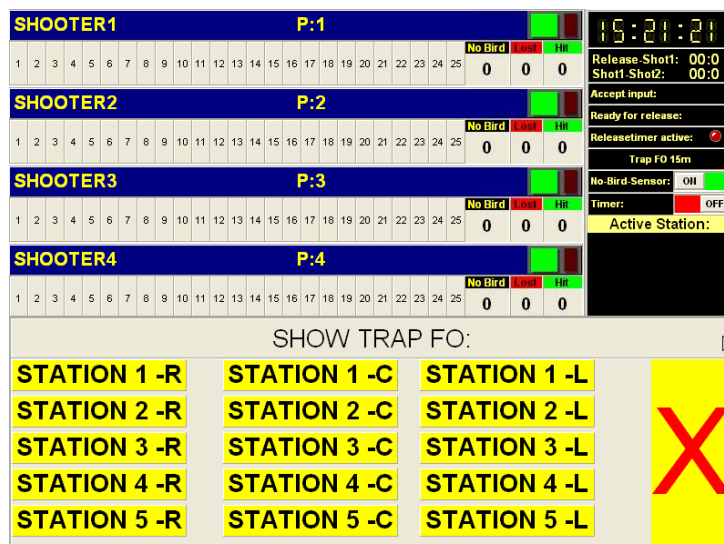 SHOOTER1 P:1
No Bird Lost Hit
1 2 3 4 5 6 7 8 9 10 11 12 13 14 15 16 17 18 19 20 21 22 23 24 25 0 0 0
SHOOTER2 P:2
No Bird Lost Hit
1 2 3 4 5 6 7 8 9 10 11 12 13 14 15 16 17 18 19 20 21 22 23 24 25 0 0 0
SHOOTER3 P:3
No Bird Lost Hit
1 2 3 4 5 6 7 8 9 10 11 12 13 14 15 16 17 18 19 20 21 22 23 24 25 0 0 0
SHOOTER4 P:4
No Bird Lost Hit
1 2 3 4 5 6 7 8 9 10 11 12 13 14 15 16 17 18 19 20 21 22 23 24 25 0 0 0
15:21:21
Release-Shot1: 00:0
Shot1-Shot2: 00:0
Accept input:
Ready for release:
Releasetimer active:
Trap FO 15m
No-Bird-Sensor: ON
Timer: OFF
Active Station:
SHOW TRAP FO:
STATION 1 -R STATION 1 -C STATION 1 -L
STATION 2 -R STATION 2 -C STATION 2 -L
STATION 3 -R STATION 3 -C STATION 3 -L
STATION 4 -R STATION 4 -C STATION 4 -L
STATION 5 -R STATION 5 -C STATION 5 -L
X